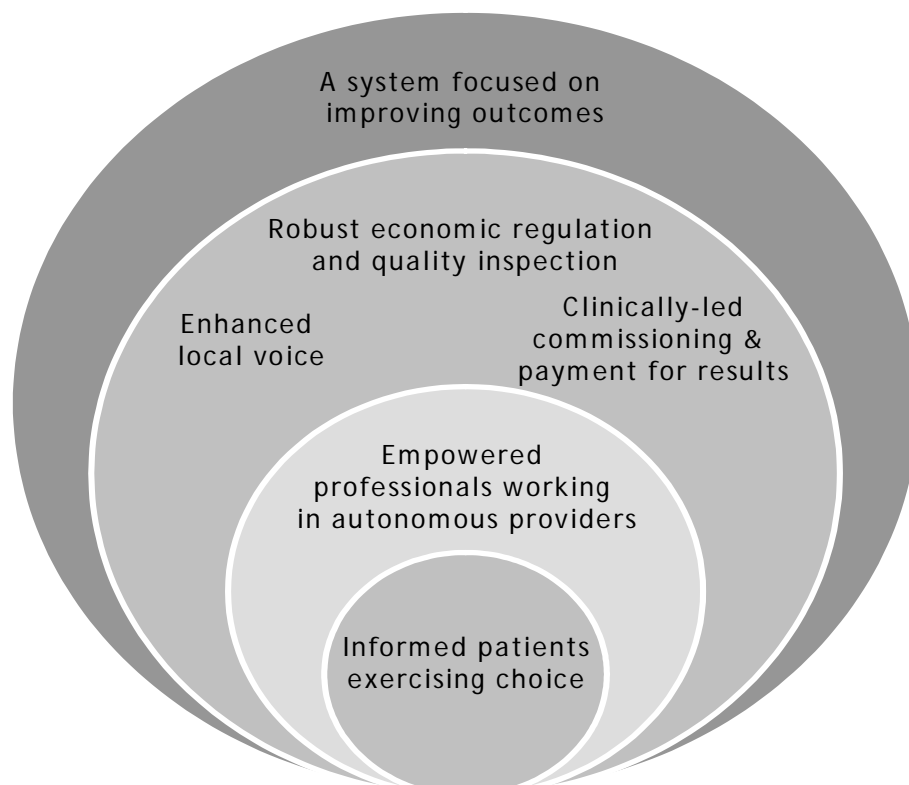 A system focused on
improving outcomes
Robust economic regulation
and quality inspection
Enhanced
local voice
Clinically-led
commissioning &
payment for results
Empowered
professionals working
in autonomous providers
Informed patients
exercising choice